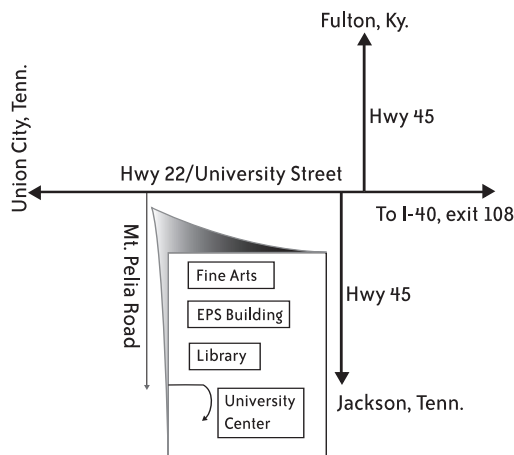 Fulton, Ky.
Union City, Tenn.
Hwy 45
Hwy 22/University Street
To I-40, exit 108
Mt. Pelia Road
Fine Arts
Hwy 45
EPS Building
Library
University
Center
Jackson, Tenn.